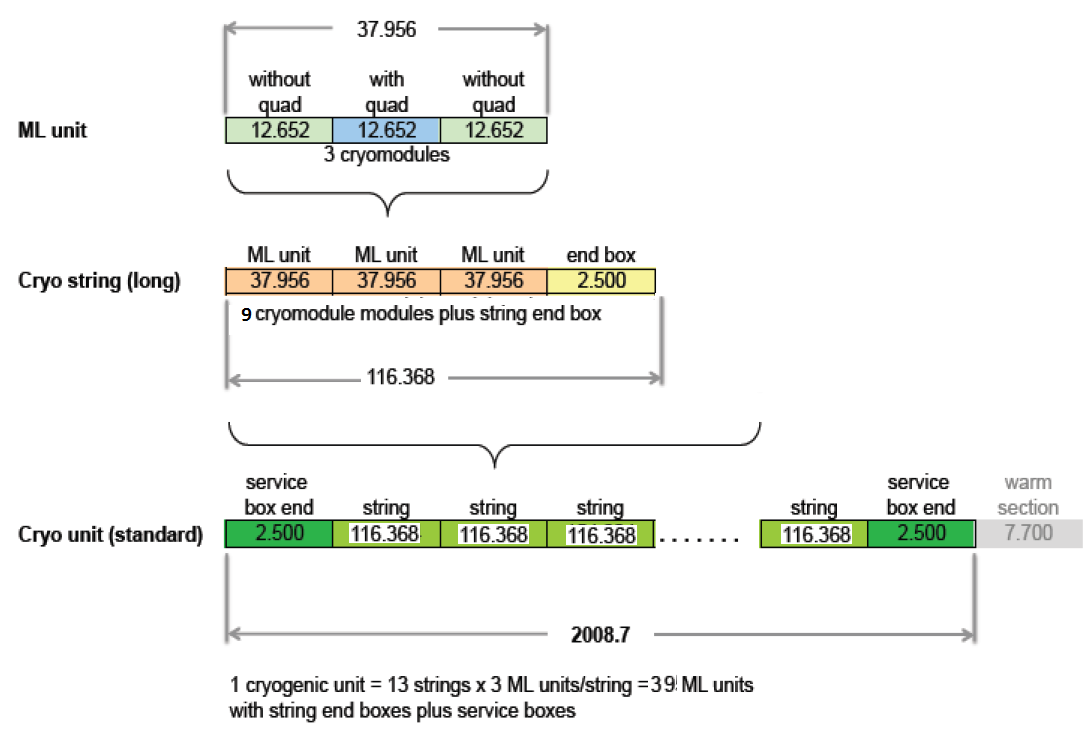 37.956
without with without
quad quad quad
ML unit 12.652 12.652 12.652
3 cryomodules
ML unit ML unit ML unit end box
Cryo string (long) 37.956 37.956 37.956 2.500
9 cryomodule modules plus string end box
116.368
service service warm
box end string string string string box end section
Cryo unit (standard) 2.500 116.368 116.368 116.368 ....... 116.368 2.500 7.700
2008.7
1 cryogenic unit = 13 strings x 3 ML units/string =39 ML units
with string end boxes plus service boxes